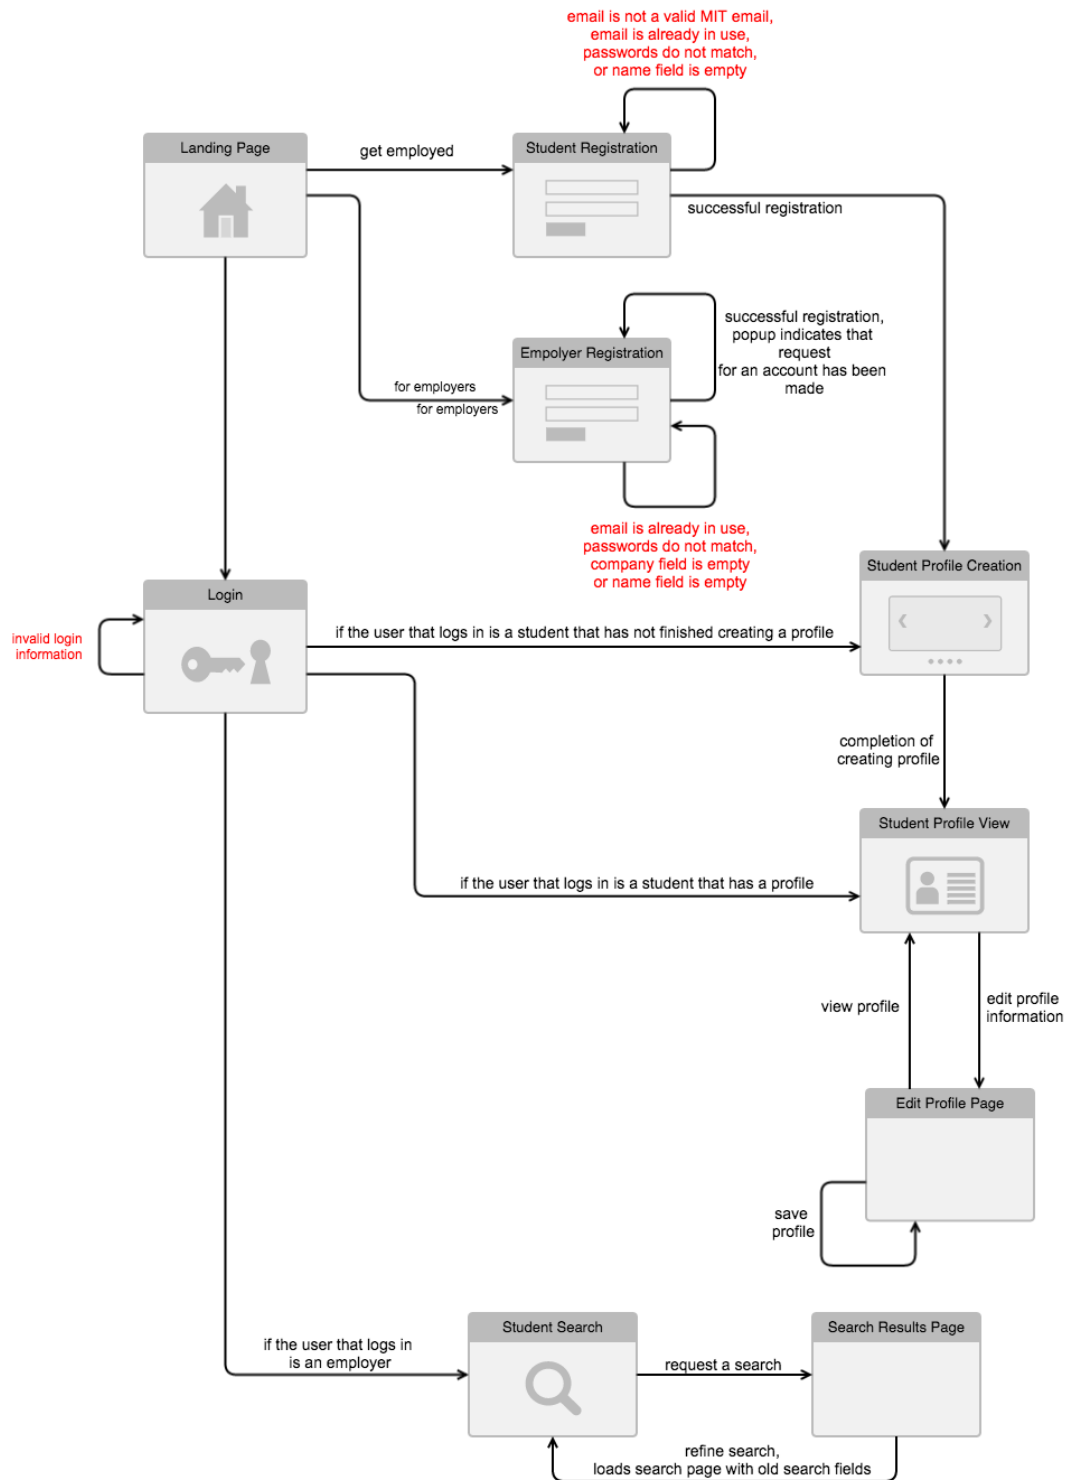 email is not a valid MIT email,
email is already in use,
passwords do not match,
or name field is empty
Landing Page
get employed
Student Registration
successful registration
successful registration,
popup indicates that
request
for an account has been
made
Empolyer Registration
for employers
for employers
email is already in use,
passwords do not match,
company field is empty
or name field is empty
Student Profile Creation
Login
invalid login
information
if the user that logs in is a student that has not finished creating a profile
completion of
creating profile
Student Profile View
if the user that logs in is a student that has a profile
view profile
edit profile
information
Edit Profile Page
save
profile
Student Search
Search Results Page
if the user that logs in
is an employer
request a search
refine search,
loads search page with old search fields